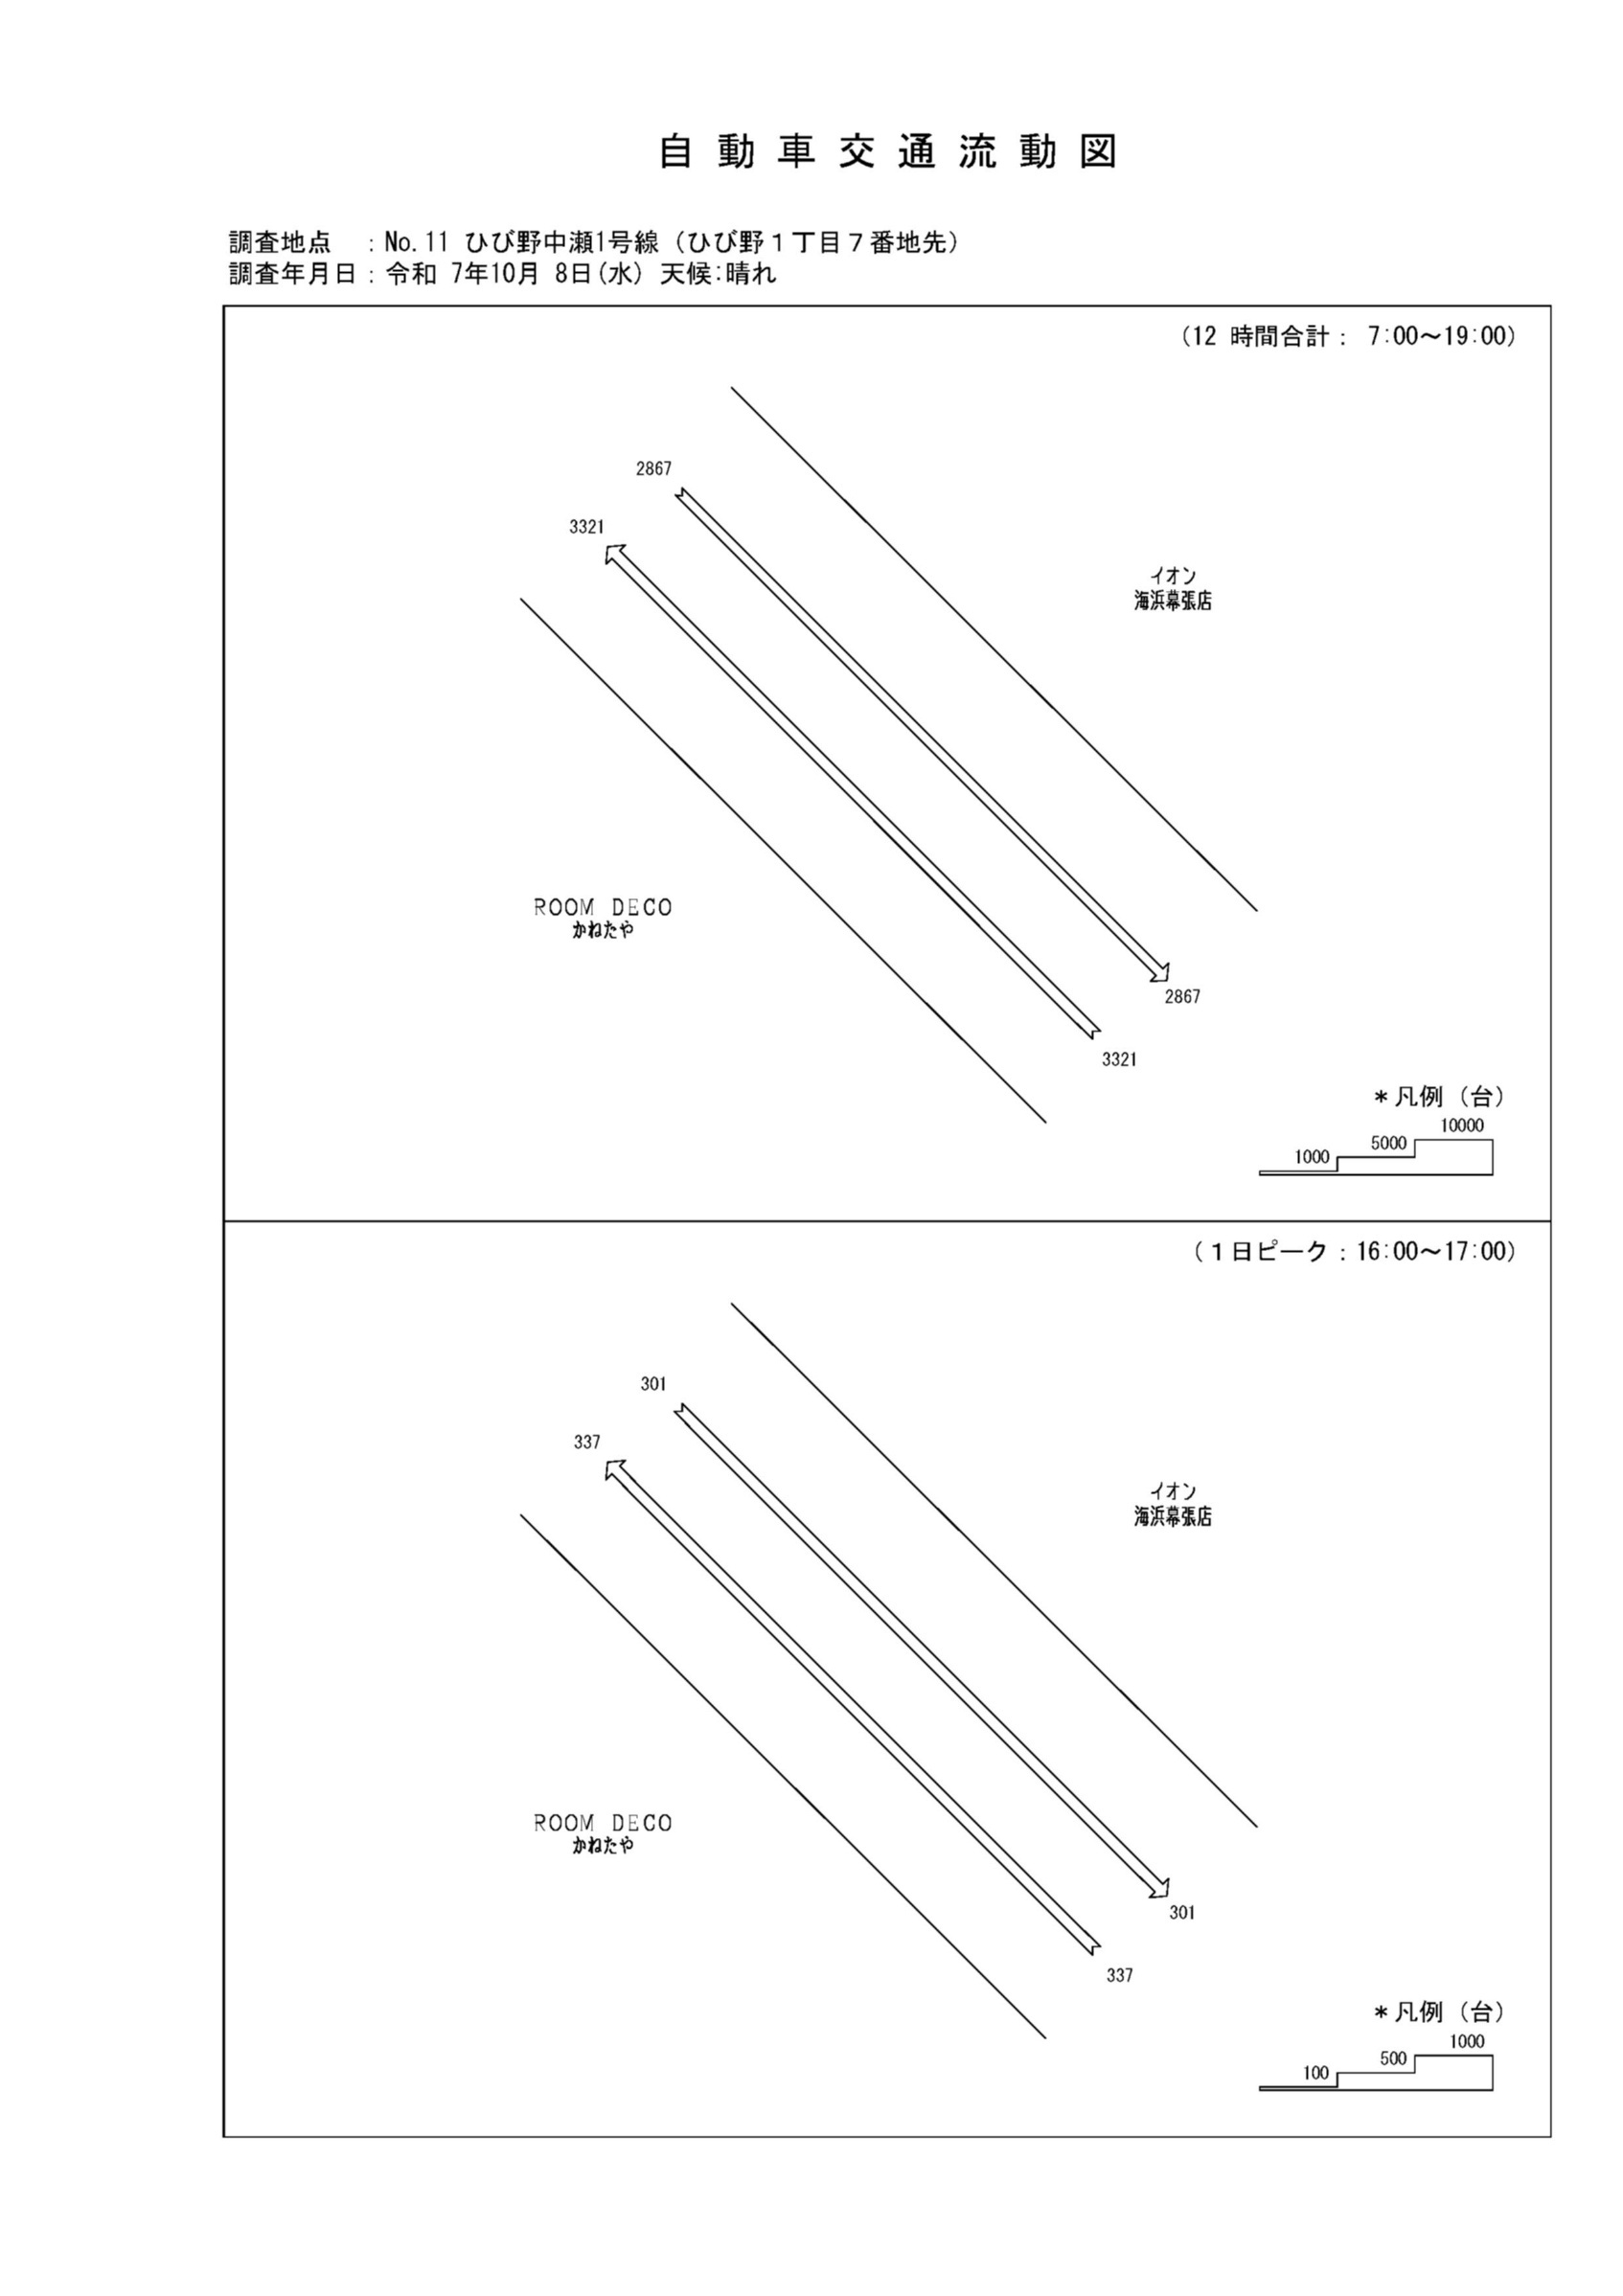 自動車交通流動図
調査地点　：No.11 ひび野中瀬1号線（ひび野１丁目７番地先）
調査年月日：令和 7年10月 8日(水) 天候:晴れ
(12 時間合計： 7:00～19:00)
2867
3321
イオン
海浜幕張店
ROOM DECO
かねたや
2867
3321
＊凡例（台）
10000
5000
1000
(１日ピーク：16:00～17:00)
301
337
イオン
海浜幕張店
ROOM DECO
かねたや
301
337
＊凡例（台）
1000
500
100